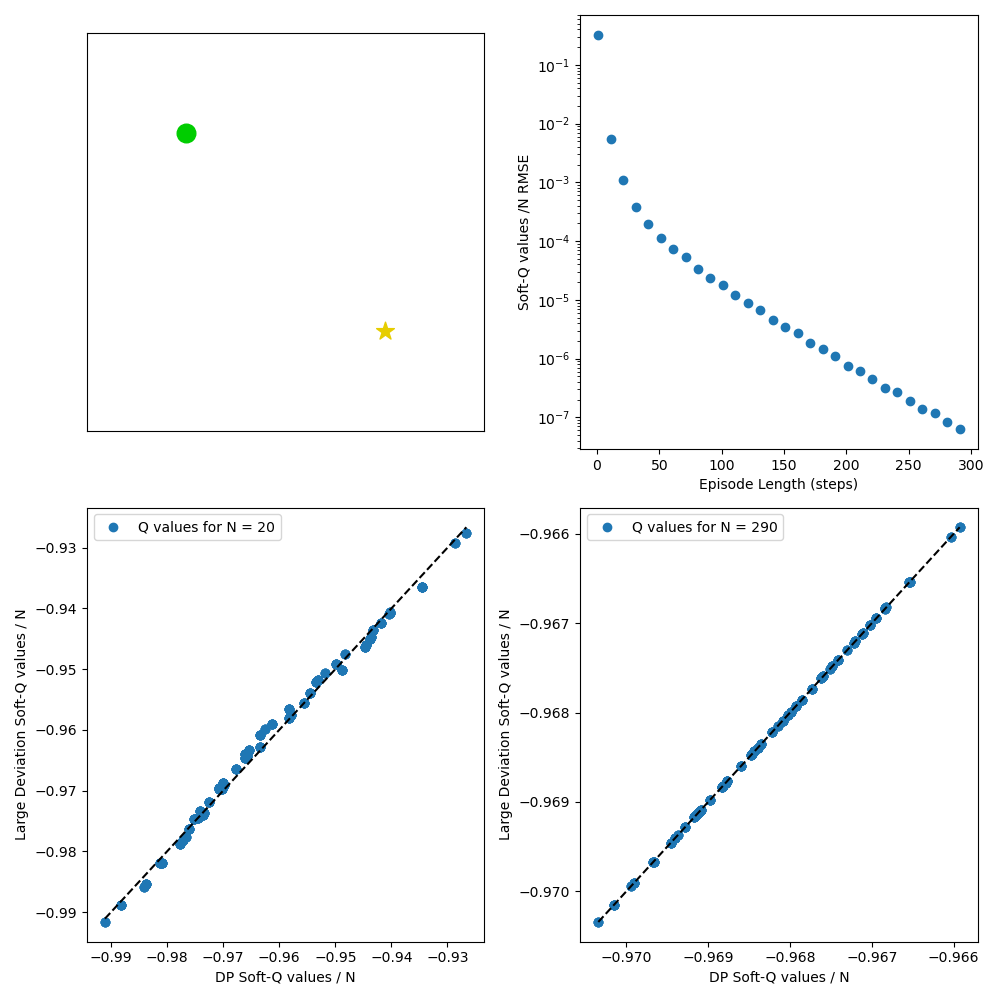 10⁻¹
10⁻²
10⁻³
10⁻⁴
10⁻⁵
10⁻⁶
10⁻⁷
Soft-Q values /N RMSE
0 50 100 150 200 250 300
Episode Length (steps)
Q values for N = 20
−0.93
−0.94
−0.95
−0.96
−0.97
−0.98
−0.99
Large Deviation Soft-Q values / N
−0.99 −0.98 −0.97 −0.96 −0.95 −0.94 −0.93
DP Soft-Q values / N
Q values for N = 290
−0.966
−0.967
−0.968
−0.969
−0.970
Large Deviation Soft-Q values / N
−0.970 −0.969 −0.968 −0.967 −0.966
DP Soft-Q values / N